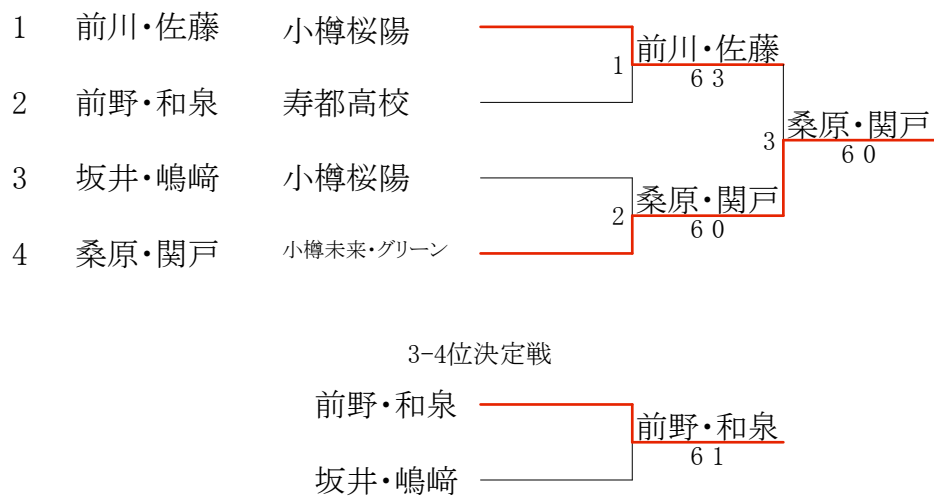 1 前川・佐藤 小樽桜陽
1 前川・佐藤
6 3
2 前野・和泉 寿都高校
3 桑原・関戸
6 0
3 坂井・嶋﨑 小樽桜陽
2 桑原・関戸
6 0
4 桑原・関戸 小樽未来・グリーン
3-4位決定戦
前野・和泉
前野・和泉
6 1
坂井・嶋﨑